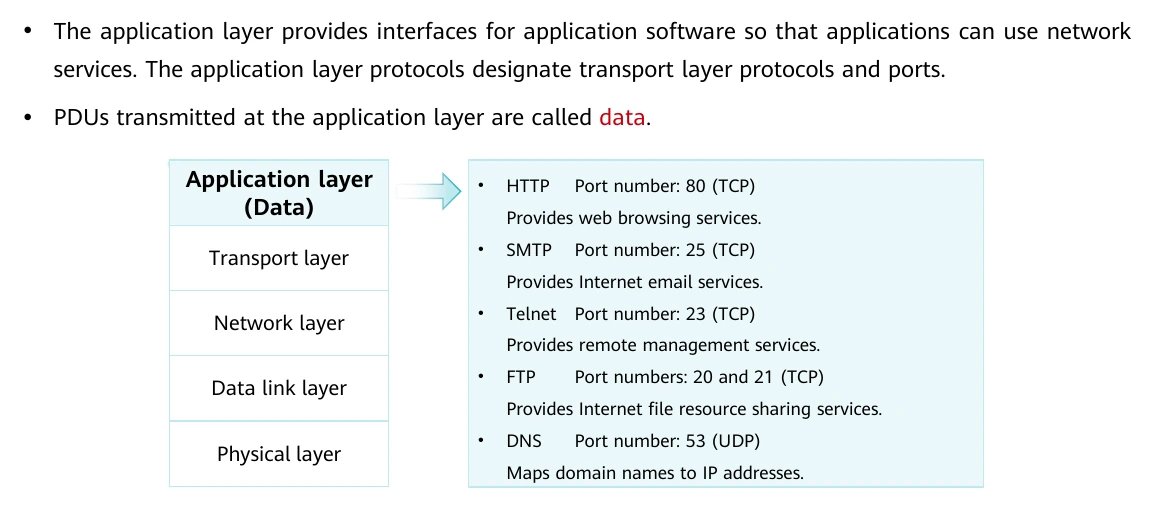 • The application layer provides interfaces for application software so that applications can use network
services. The application layer protocols designate transport layer protocols and ports.
• PDUs transmitted at the application layer are called data.
Application layer
(Data)
Transport layer
Network layer
Data link layer
Physical layer
• HTTP Port number: 80 (TCP)
Provides web browsing services.
• SMTP Port number: 25 (TCP)
Provides Internet email services.
• Telnet Port number: 23 (TCP)
Provides remote management services.
• FTP Port numbers: 20 and 21 (TCP)
Provides Internet file resource sharing services.
• DNS Port number: 53 (UDP)
Maps domain names to IP addresses.